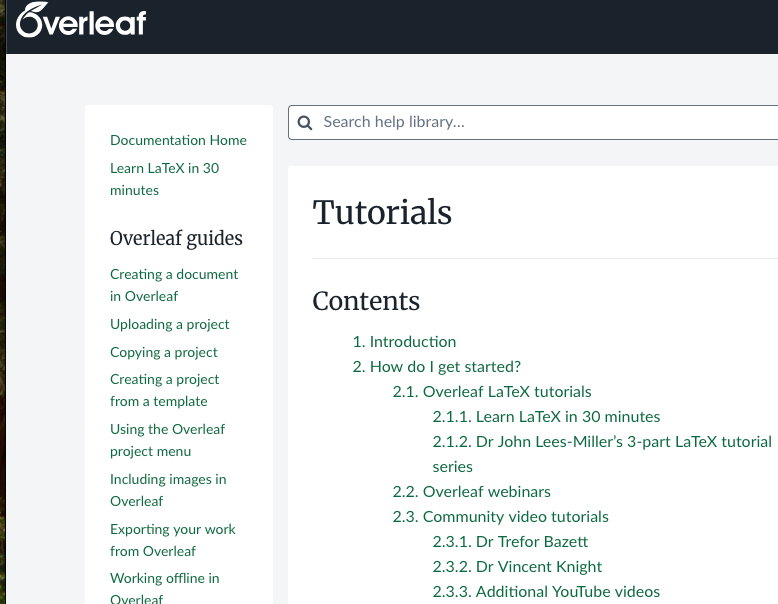 Overleaf
Documentation Home
Learn LaTeX in 30
minutes
Overleaf guides
Creating a document
in Overleaf
Uploading a project
Copying a project
Creating a project
from a template
Using the Overleaf
project menu
Including images in
Overleaf
Exporting your work
from Overleaf
Working offline in
Overleaf
Search help library...
Tutorials
Contents
1. Introduction
2. How do I get started?
2.1. Overleaf LaTeX tutorials
2.1.1. Learn LaTeX in 30 minutes
2.1.2. Dr John Lees-Miller’s 3-part LaTeX tutorial
series
2.2. Overleaf webinars
2.3. Community video tutorials
2.3.1. Dr Trefor Bazett
2.3.2. Dr Vincent Knight
2.3.3. Additional YouTube videos